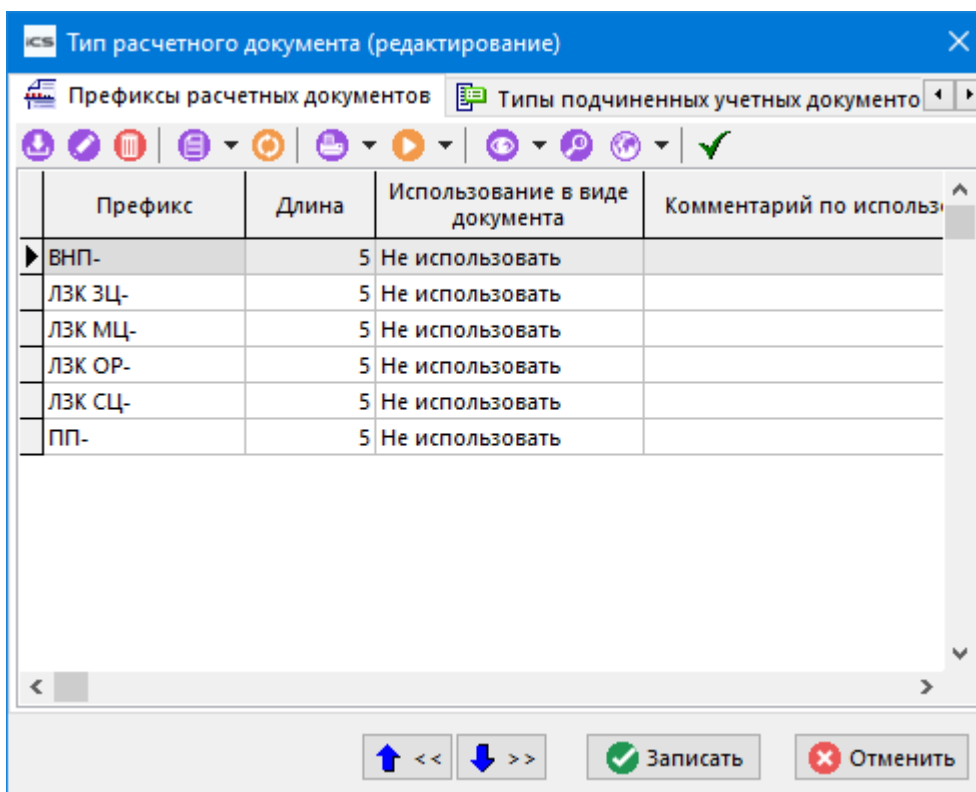 iCS Тип расчетного документа (редактирование)
Префиксы расчетных документов Типы подчиненных учетных документо
Префикс Длина Использование в виде документа Комментарий по использ
ВНП- 5 Не использовать
ЛЗК ЗЦ- 5 Не использовать
ЛЗК МЦ- 5 Не использовать
ЛЗК ОР- 5 Не использовать
ЛЗК СЦ- 5 Не использовать
ПП- 5 Не использовать
<< >> Записать Отменить